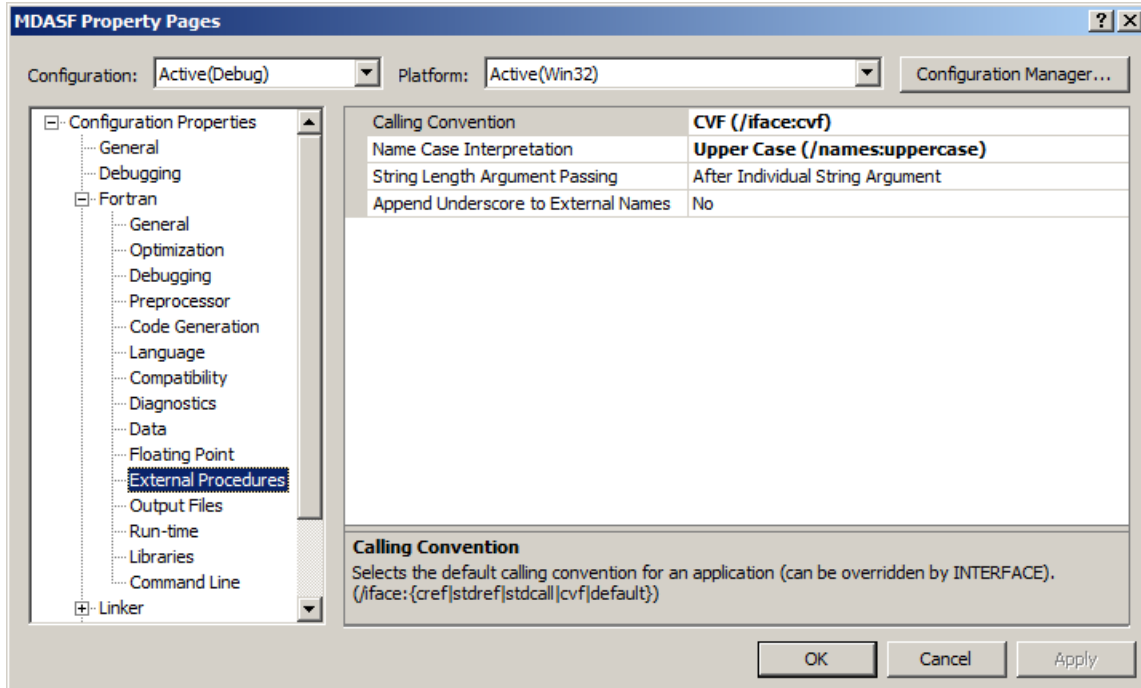 MDASF Property Pages
Configuration: Active(Debug) Platform: Active(Win32) Configuration Manager...
Configuration Properties
General
Debugging
Fortran
General
Optimization
Debugging
Preprocessor
Code Generation
Language
Compatibility
Diagnostics
Data
Floating Point
External Procedures
Output Files
Run-time
Libraries
Command Line
Linker
Calling Convention CVF (/iface:cvf)
Name Case Interpretation Upper Case (/names:uppercase)
String Length Argument Passing After Individual String Argument
Append Underscore to External Names No
Calling Convention
Selects the default calling convention for an application (can be overridden by INTERFACE).
(/iface:{cref|stdref|stdcall|cvf|default})
OK Cancel Apply